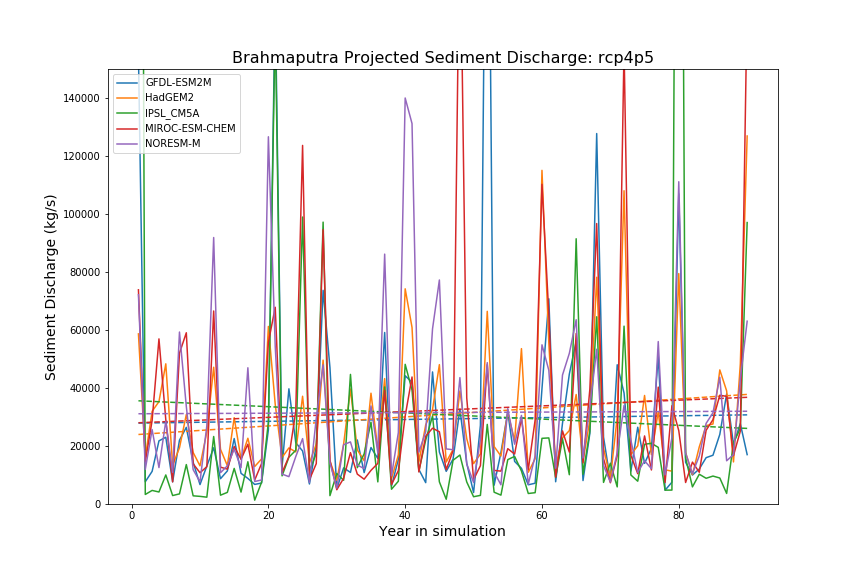 Brahmaputra Projected Sediment Discharge: rcp4p5
GFDL-ESM2M
HadGEM2
IPSL_CM5A
MIROC-ESM-CHEM
NORESM-M
Sediment Discharge (kg/s)
140000
120000
100000
80000
60000
40000
20000
0
0 20 40 60 80
Year in simulation